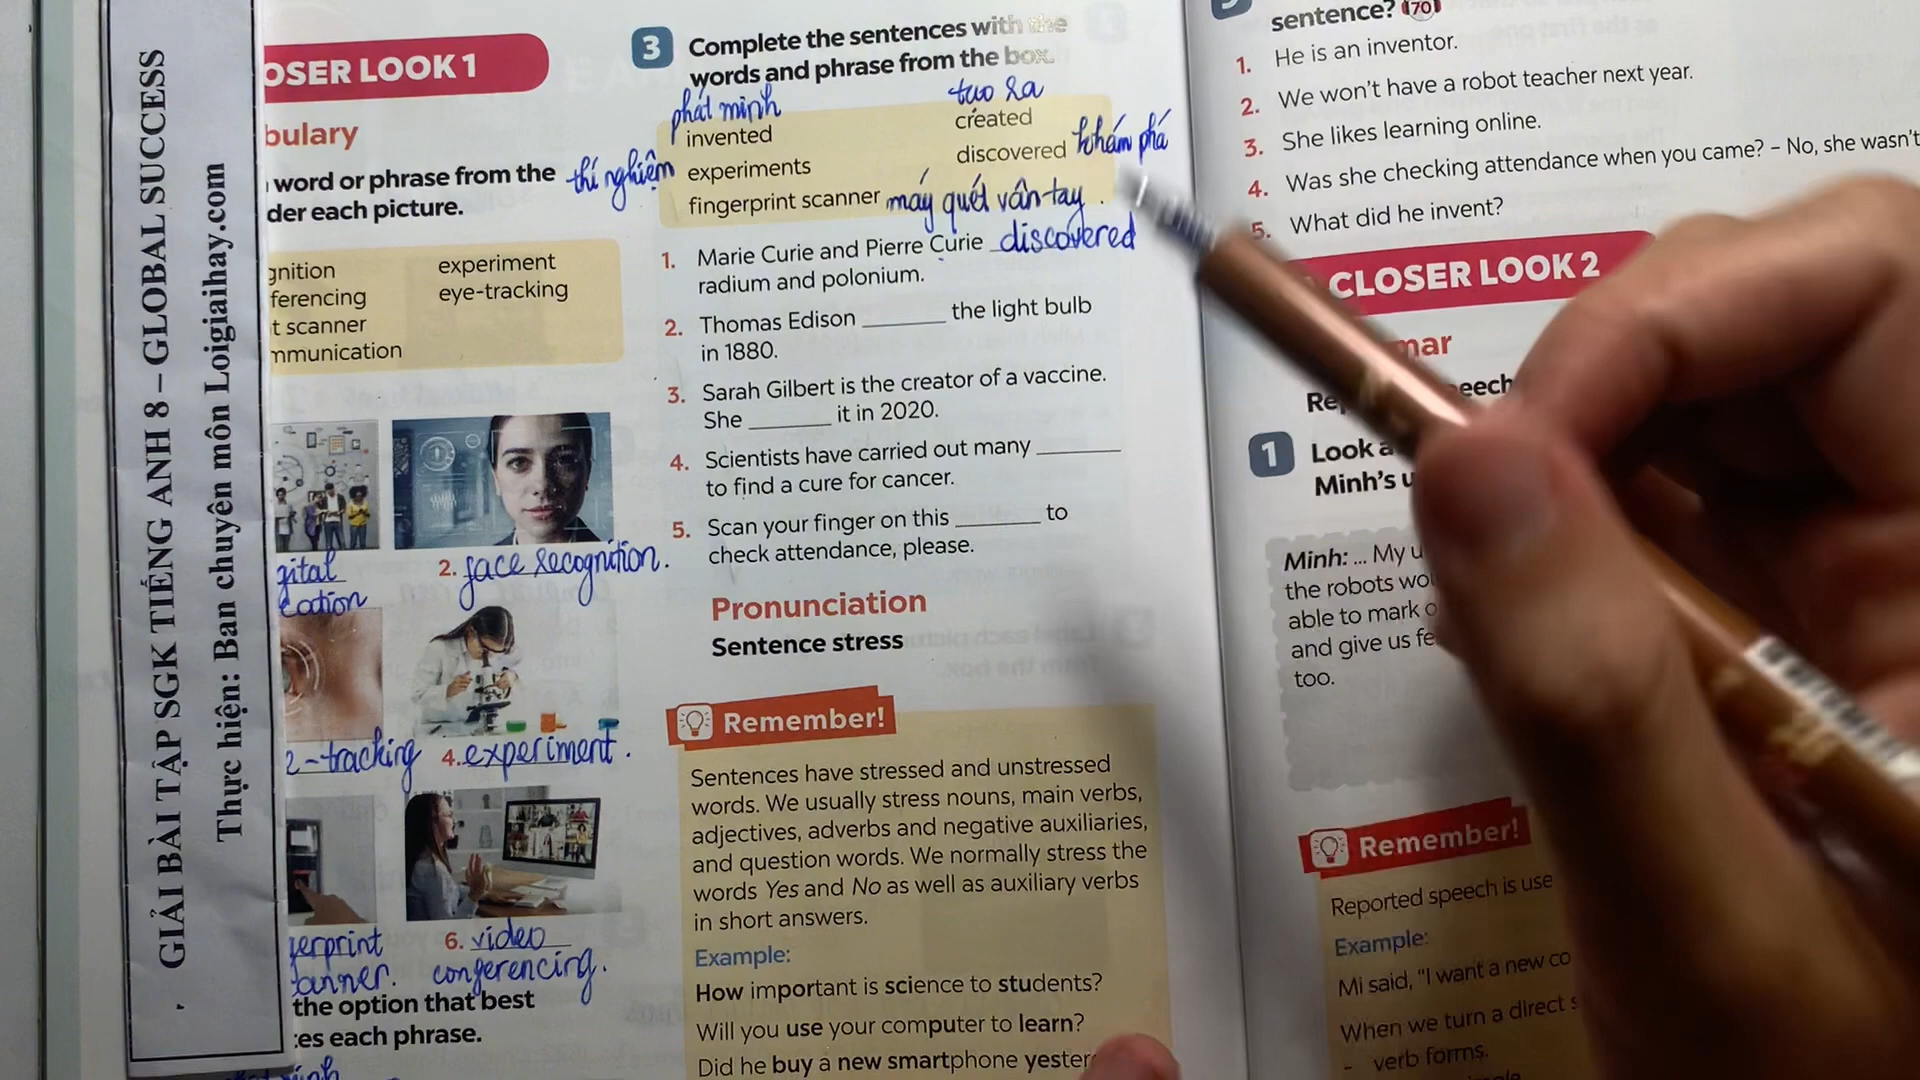 GIẢI BÀI TẬP SGK TIẾNG ANH 8 – GLOBAL SUCCESS
Thực hiện: Ban chuyên môn Loigiaihay.com
OSER LOOK 1
bulary
word or phrase from the
der each picture.
gnition
experiment
ferencing
eye-tracking
t scanner
mmunication
gital
cation
2. face recognition.
e-tracking
4. experiment.
gerprint
canner.
6. video
conferencing.
the option that best
es each phrase.
3 Complete the sentences with the
words and phrase from the box.
phát minh
tạo ra
invented
created
thí nghiệm
experiments
discovered
khám phá
fingerprint scanner
máy quét vân tay.
1. Marie Curie and Pierre Curie discovered
radium and polonium.
2. Thomas Edison ______ the light bulb
in 1880.
3. Sarah Gilbert is the creator of a vaccine.
She ______ it in 2020.
4. Scientists have carried out many ______
to find a cure for cancer.
5. Scan your finger on this ______ to
check attendance, please.
Pronunciation
Sentence stress
Remember!
Sentences have stressed and unstressed
words. We usually stress nouns, main verbs,
adjectives, adverbs and negative auxiliaries,
and question words. We normally stress the
words Yes and No as well as auxiliary verbs
in short answers.
Example:
How important is science to students?
Will you use your computer to learn?
Did he buy a new smartphone yester
sentence? (70)
1. He is an inventor.
2. We won't have a robot teacher next year.
3. She likes learning online.
4. Was she checking attendance when you came? – No, she wasn't
5. What did he invent?
CLOSER LOOK 2
mar
Re
eech
1 Look a
Minh's u
Minh: ... My u
the robots wo
able to mark o
and give us fe
too.
Remember!
Reported speech is use
Example:
Mi said, "I want a new co
When we turn a direct s
- verb forms.